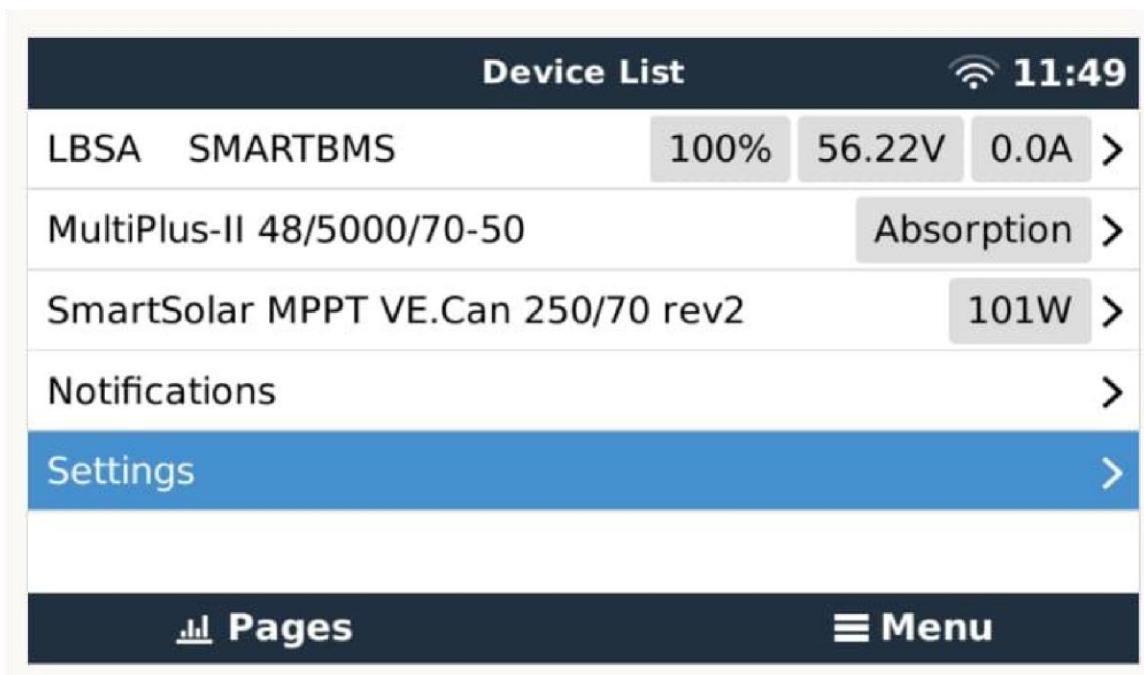 Device List 11:49
LBSA SMARTBMS 100% 56.22V 0.0A
MultiPlus-II 48/5000/70-50 Absorption
SmartSolar MPPT VE.Can 250/70 rev2 101W
Notifications
Settings
Pages Menu